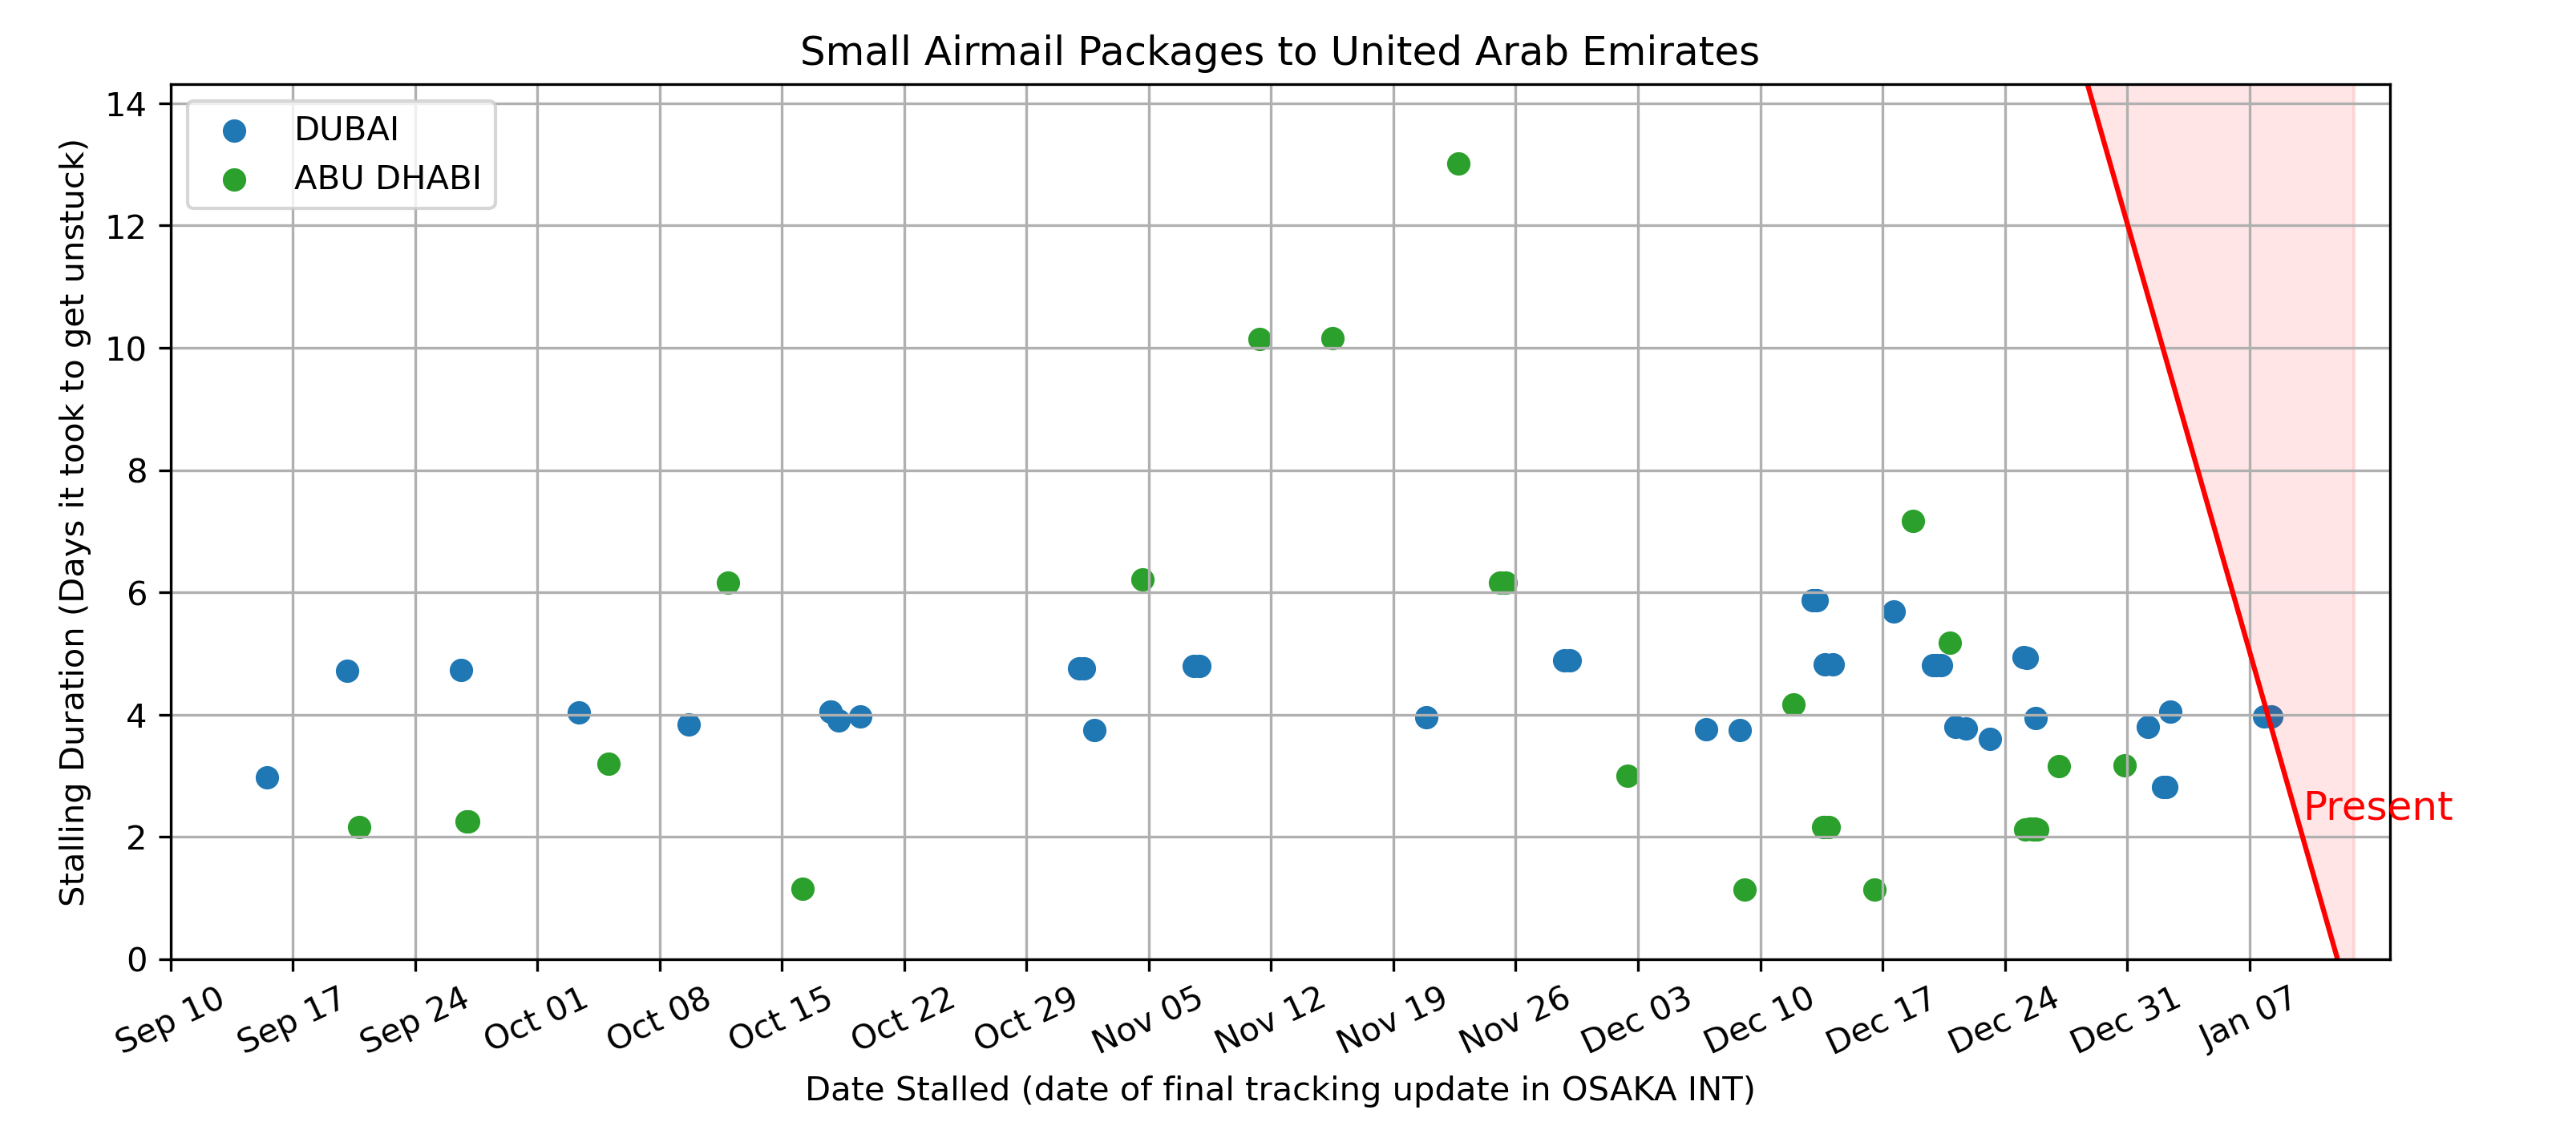 Small Airmail Packages to United Arab Emirates
DUBAI
ABU DHABI
Stalling Duration (Days it took to get unstuck)
14
12
10
8
6
4
2
0
Present
Sep 10
Sep 17
Sep 24
Oct 01
Oct 08
Oct 15
Oct 22
Oct 29
Nov 05
Nov 12
Nov 19
Nov 26
Dec 03
Dec 10
Dec 17
Dec 24
Dec 31
Jan 07
Date Stalled (date of final tracking update in OSAKA INT)